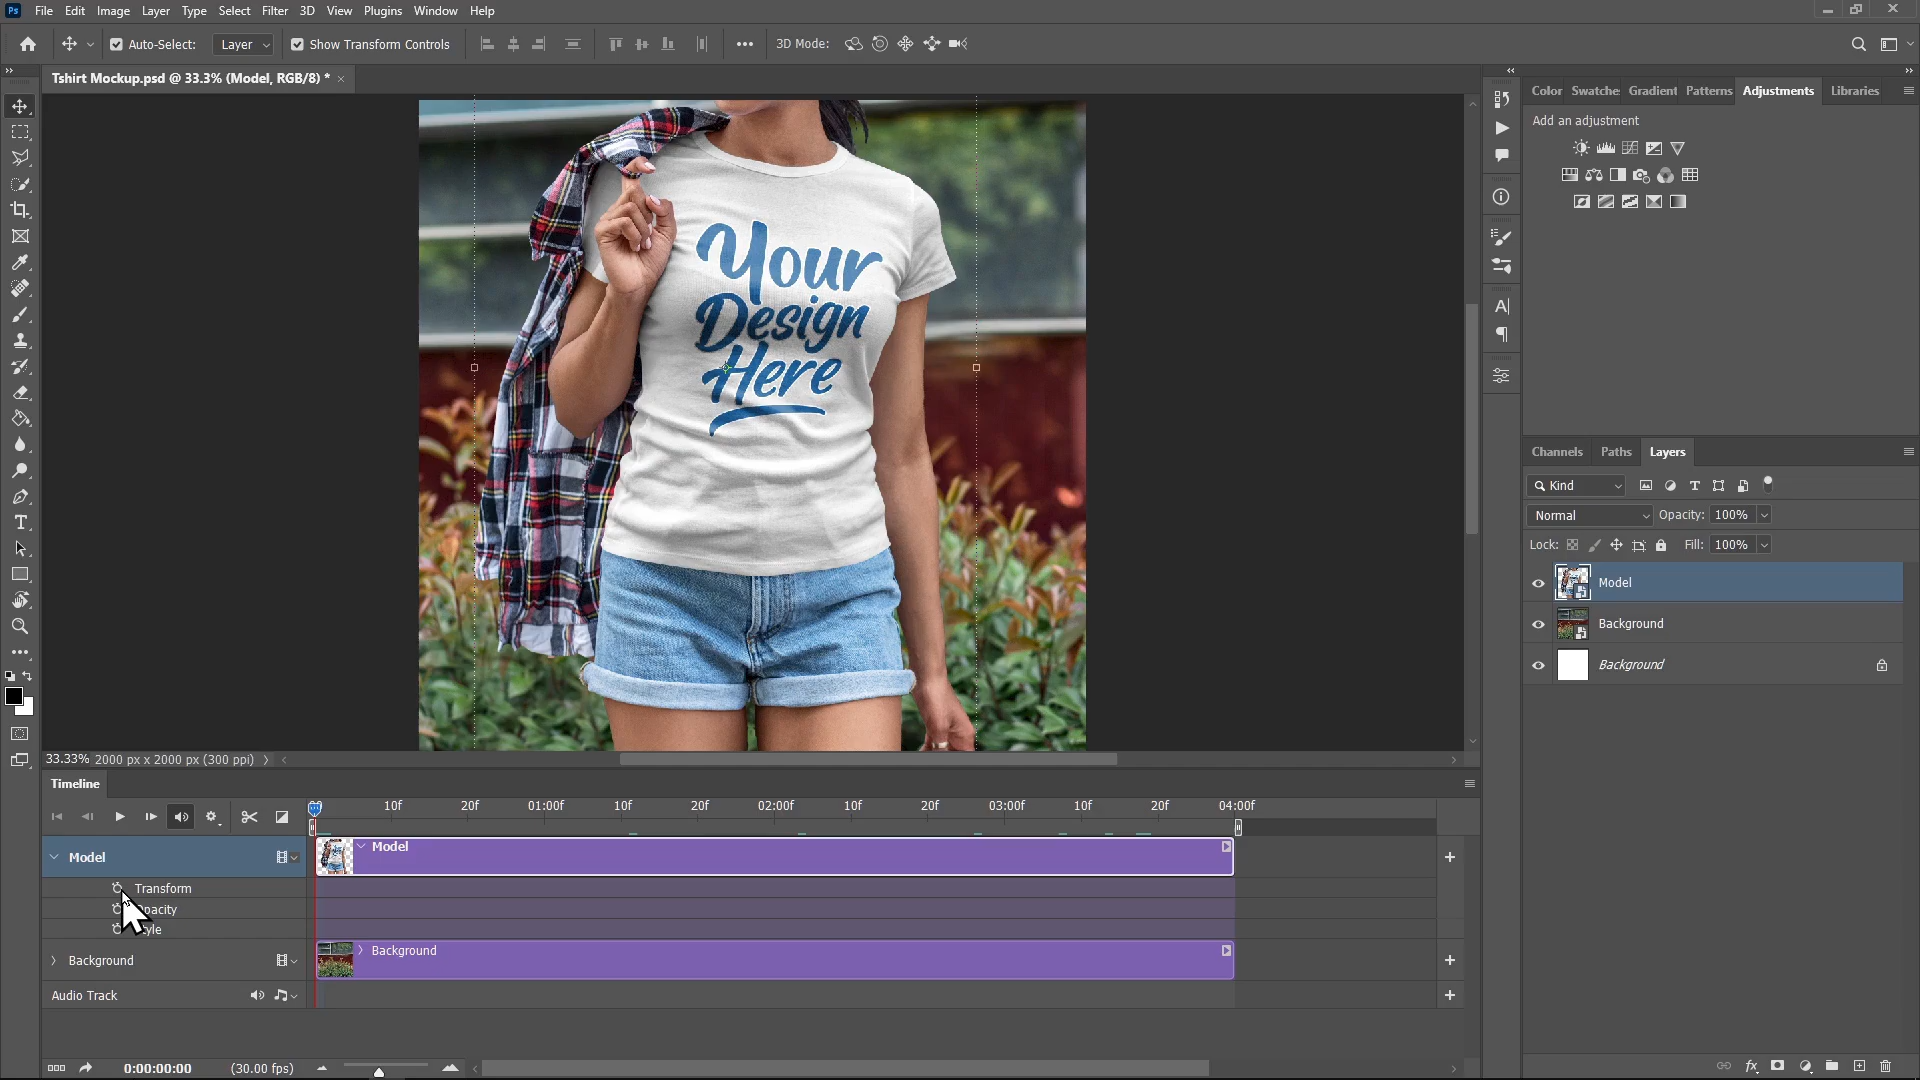 Ps File Edit Image Layer Type Select Filter 3D View Plugins Window Help
Auto-Select: Layer Show Transform Controls 3D Mode:
Tshirt Mockup.psd @ 33.3% (Model, RGB/8) *
Your
Design
Here
Color Swatche Gradient Patterns Adjustments Libraries
Add an adjustment
Channels Paths Layers
Kind
Normal Opacity: 100%
Lock: Fill: 100%
Model
Background
Background
33.33% 2000 px x 2000 px (300 ppi)
Timeline
10f 20f 01:00f 10f 20f 02:00f 10f 20f 03:00f 10f 20f 04:00f
Model Model
Transform
pacity
yle
Background Background
Audio Track
0:00:00:00 (30.00 fps)